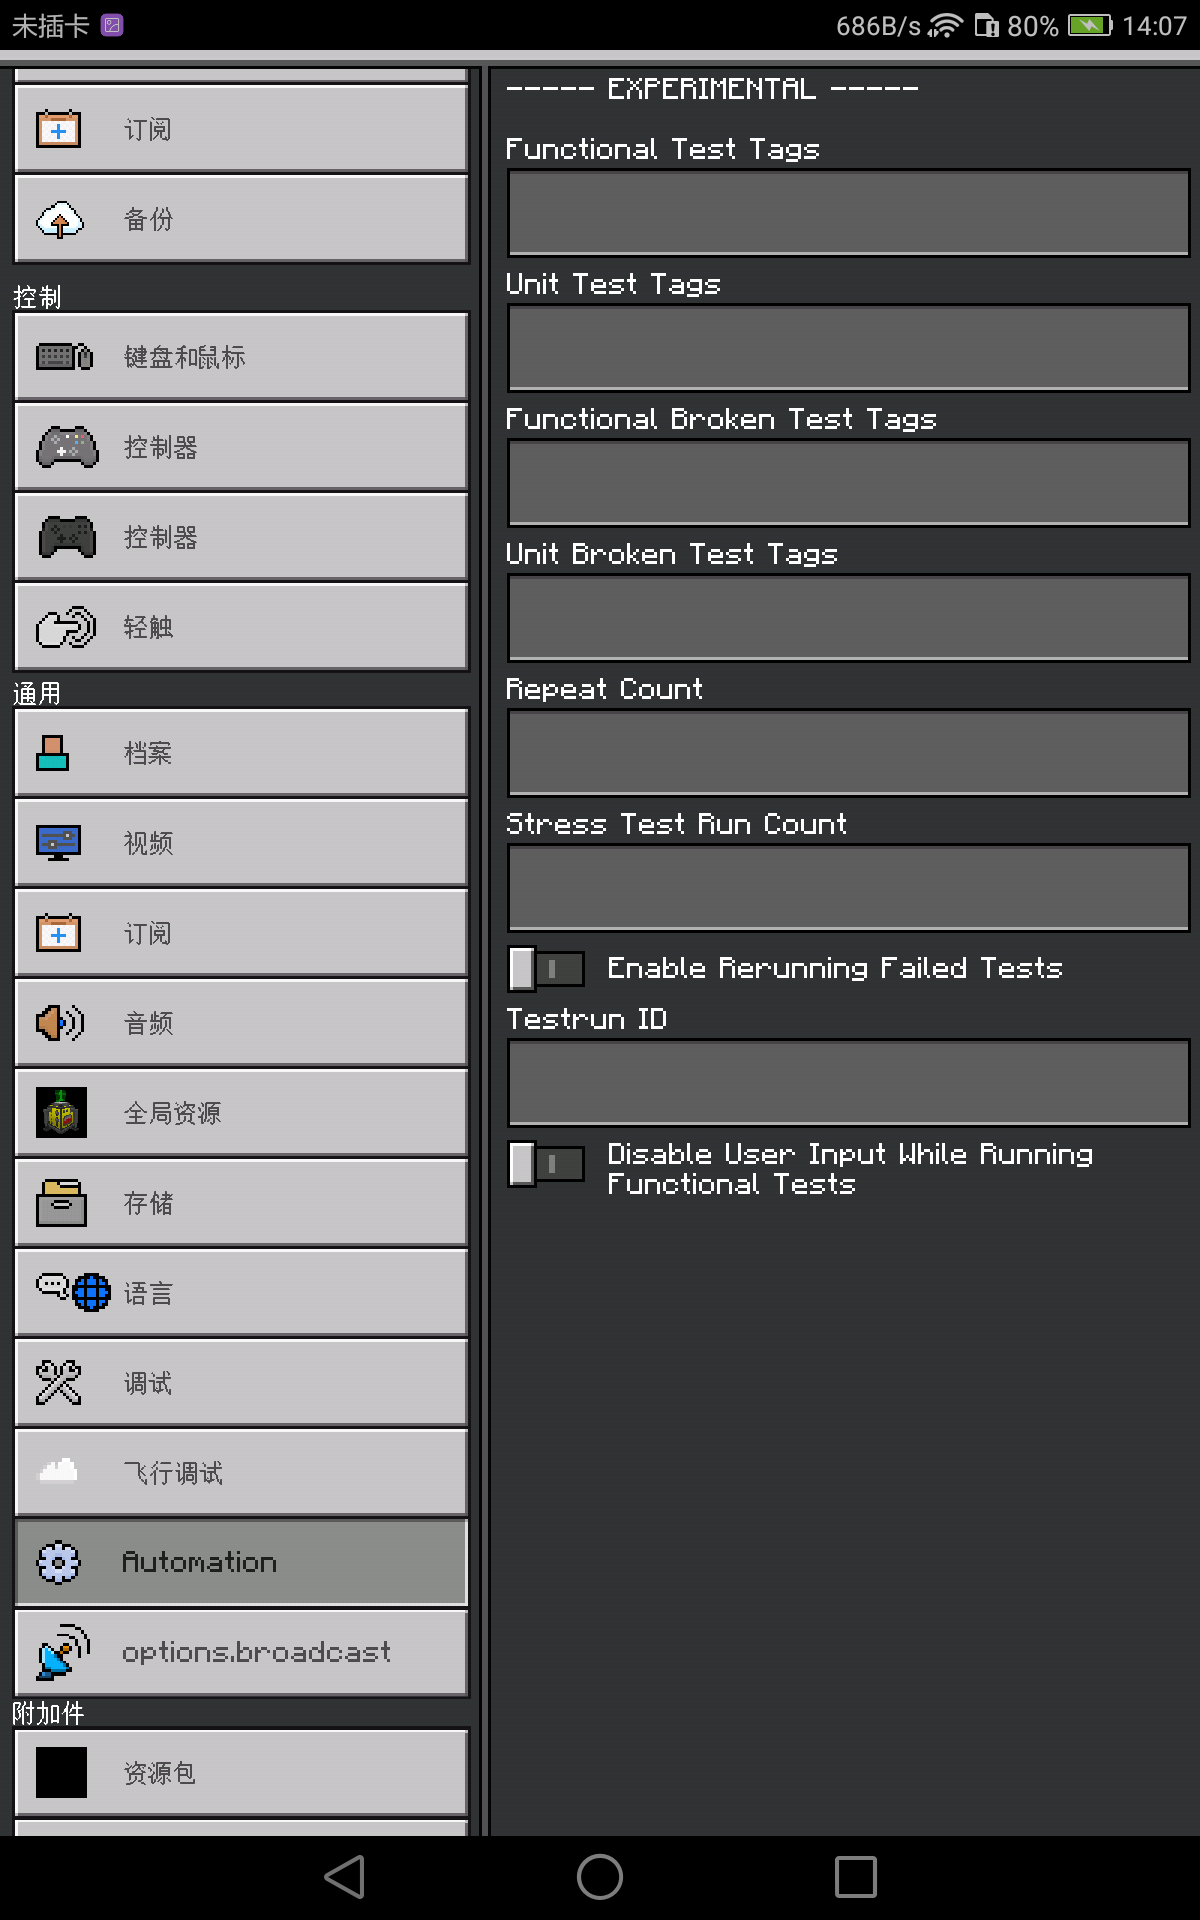 未插卡
686B/s 80% 14:07
订阅
备份
控制
键盘和鼠标
控制器
控制器
轻触
通用
档案
视频
订阅
音频
全局资源
存储
语言
调试
飞行调试
Automation
options.broadcast
附加件
资源包
----- EXPERIMENTAL -----
Functional Test Tags
Unit Test Tags
Functional Broken Test Tags
Unit Broken Test Tags
Repeat Count
Stress Test Run Count
Enable Rerunning Failed Tests
Testrun ID
Disable User Input While Running
Functional Tests